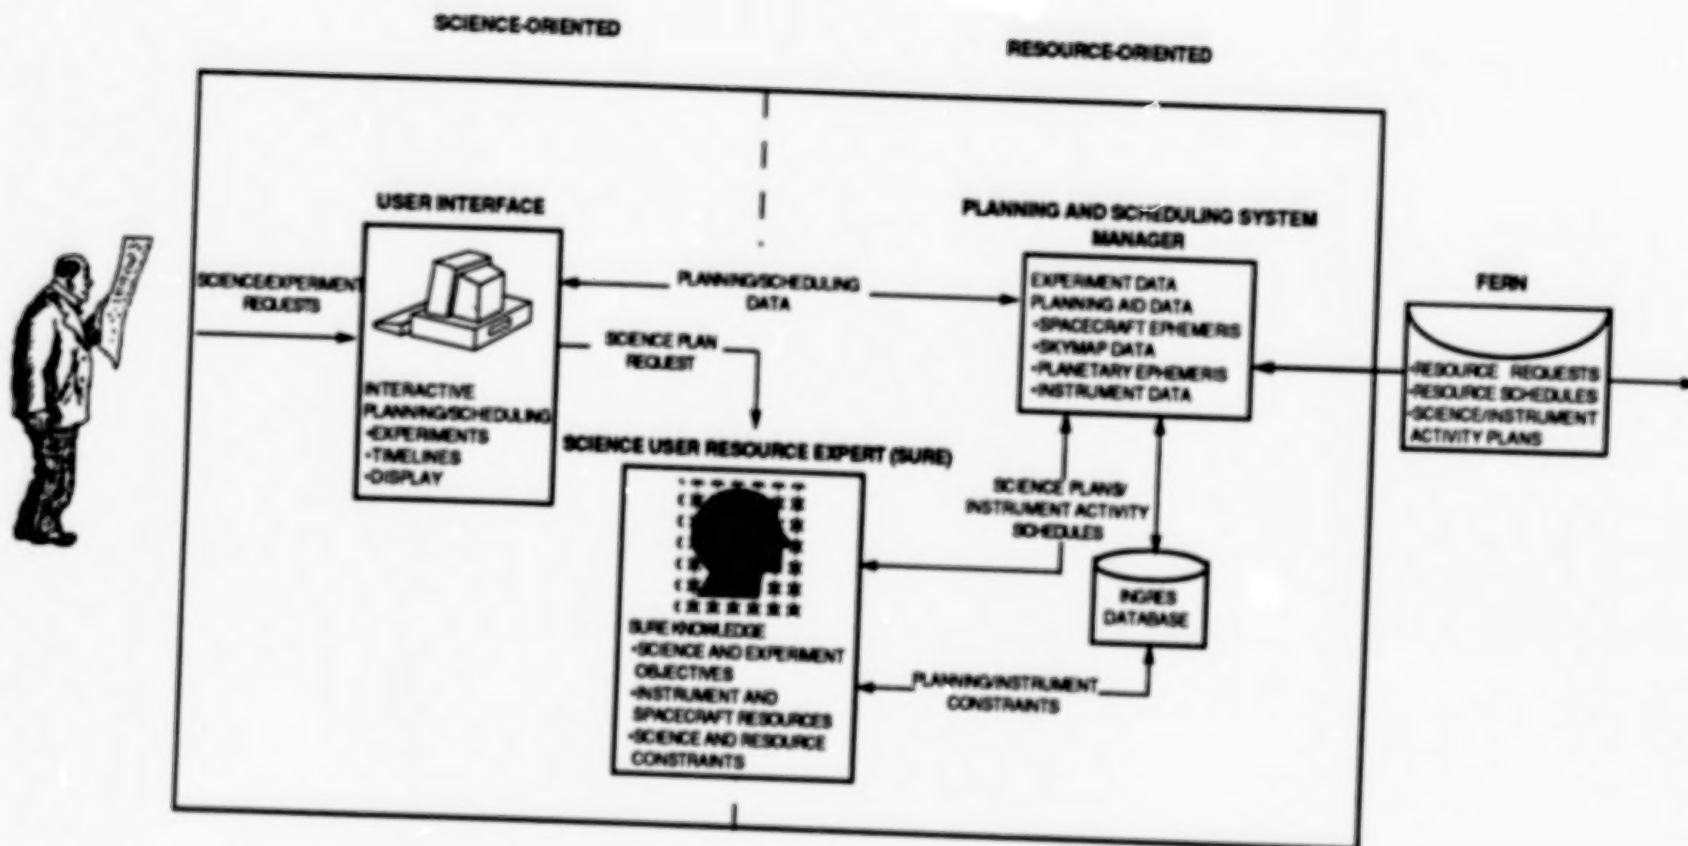 SCIENCE-ORIENTED
RESOURCE-ORIENTED
USER INTERFACE
SCIENCE/EXPERIMENT
REQUESTS
INTERACTIVE
PLANNING/SCHEDULING
•EXPERIMENTS
•TIMELINES
•DISPLAY
PLANNING/SCHEDULING
DATA
SCIENCE PLAN
REQUEST
PLANNING AND SCHEDULING SYSTEM
MANAGER
EXPERIMENT DATA
PLANNING AID DATA
•SPACECRAFT EPHEMERIS
•SKYMAP DATA
•PLANETARY EPHEMERIS
•INSTRUMENT DATA
FERN
•RESOURCE REQUESTS
•RESOURCE SCHEDULES
•SCIENCE/INSTRUMENT
ACTIVITY PLANS
SCIENCE USER RESOURCE EXPERT (SURE)
SURE KNOWLEDGE
•SCIENCE AND EXPERIMENT
OBJECTIVES
•INSTRUMENT AND
SPACECRAFT RESOURCES
•SCIENCE AND RESOURCE
CONSTRAINTS
SCIENCE PLANS/
INSTRUMENT ACTIVITY
SCHEDULES
INGRES
DATABASE
PLANNING/INSTRUMENT
CONSTRAINTS